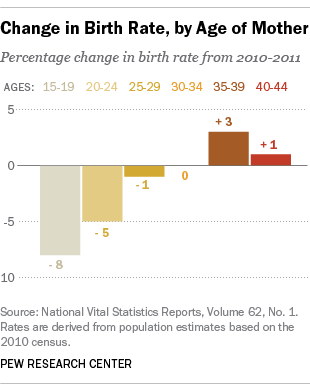 Change in Birth Rate, by Age of Mother
Percentage change in birth rate from 2010-2011
AGES: 15-19 20-24 25-29 30-34 35-39 40-44
5
+ 3
+ 1
0
0
- 1
-5
- 5
- 8
10
Source: National Vital Statistics Reports, Volume 62, No. 1.
Rates are derived from population estimates based on the
2010 census.
PEW RESEARCH CENTER